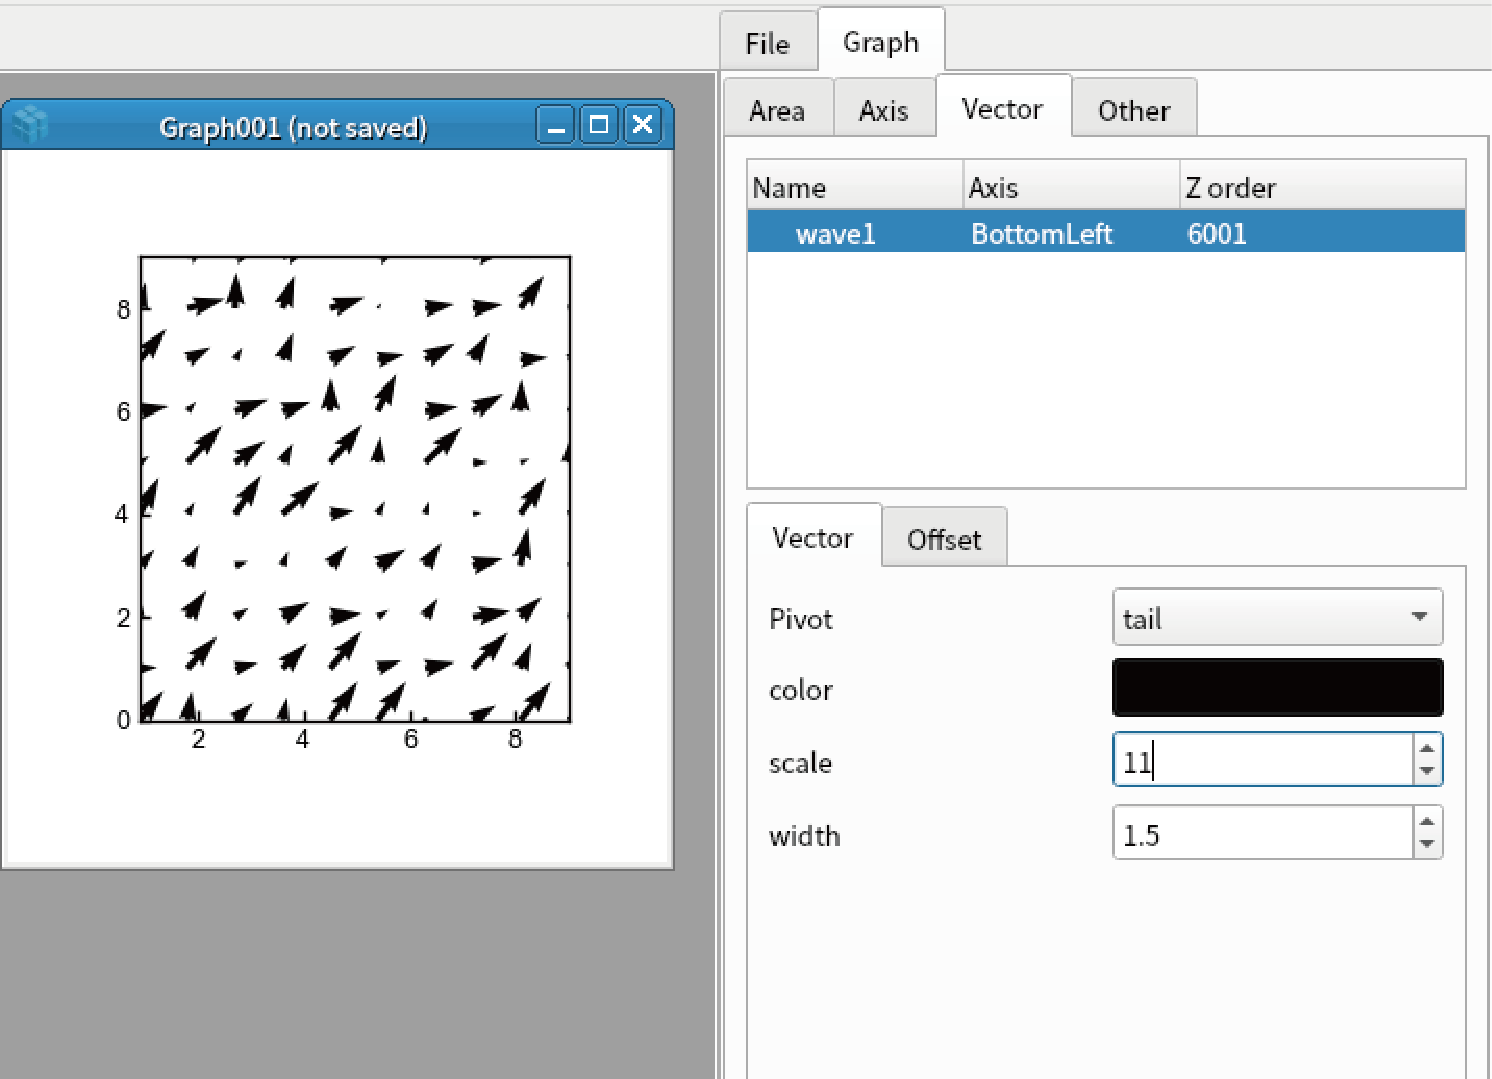 File Graph
Area Axis Vector Other
Graph001 (not saved)
Name Axis Z order
wave1 BottomLeft 6001
8
6
4
2
0
2 4 6 8
Vector Offset
Pivot tail
color
scale 11
width 1.5